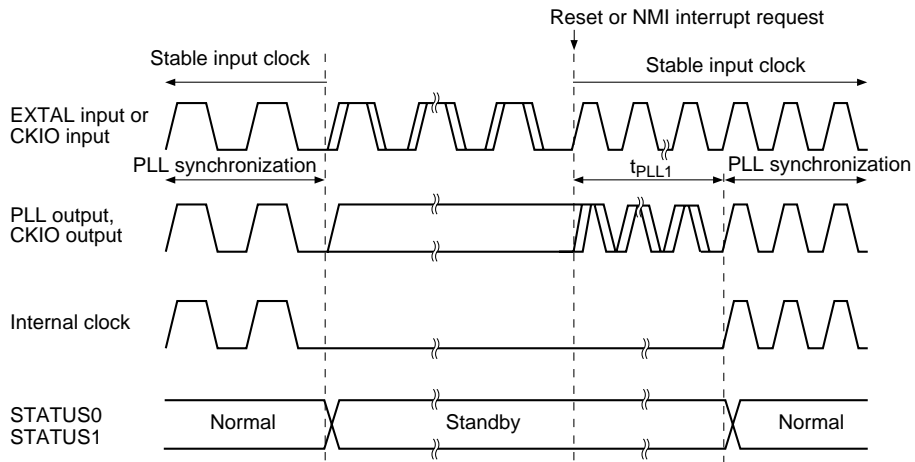 Reset or NMI interrupt request
Stable input clock
Stable input clock
EXTAL input or
CKIO input
PLL synchronization
tPLL1
PLL synchronization
PLL output,
CKIO output
Internal clock
STATUS0
STATUS1
Normal
Standby
Normal